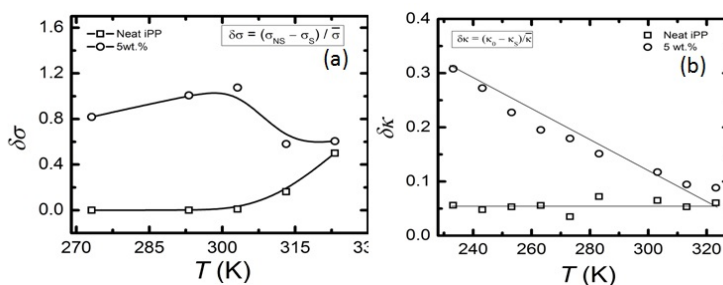 Neat iPP
5wt.%
δσ = (σNS − σS) / σ̅
(a)
1.6
1.2
0.8
0.4
0.0
δσ
270 285 300 315 33
T (K)
δκ = (κ0 − κS)/κ̅
Neat iPP
5 wt.%
(b)
0.4
0.3
0.2
0.1
0.0
δκ
240 260 280 300 320
T (K)